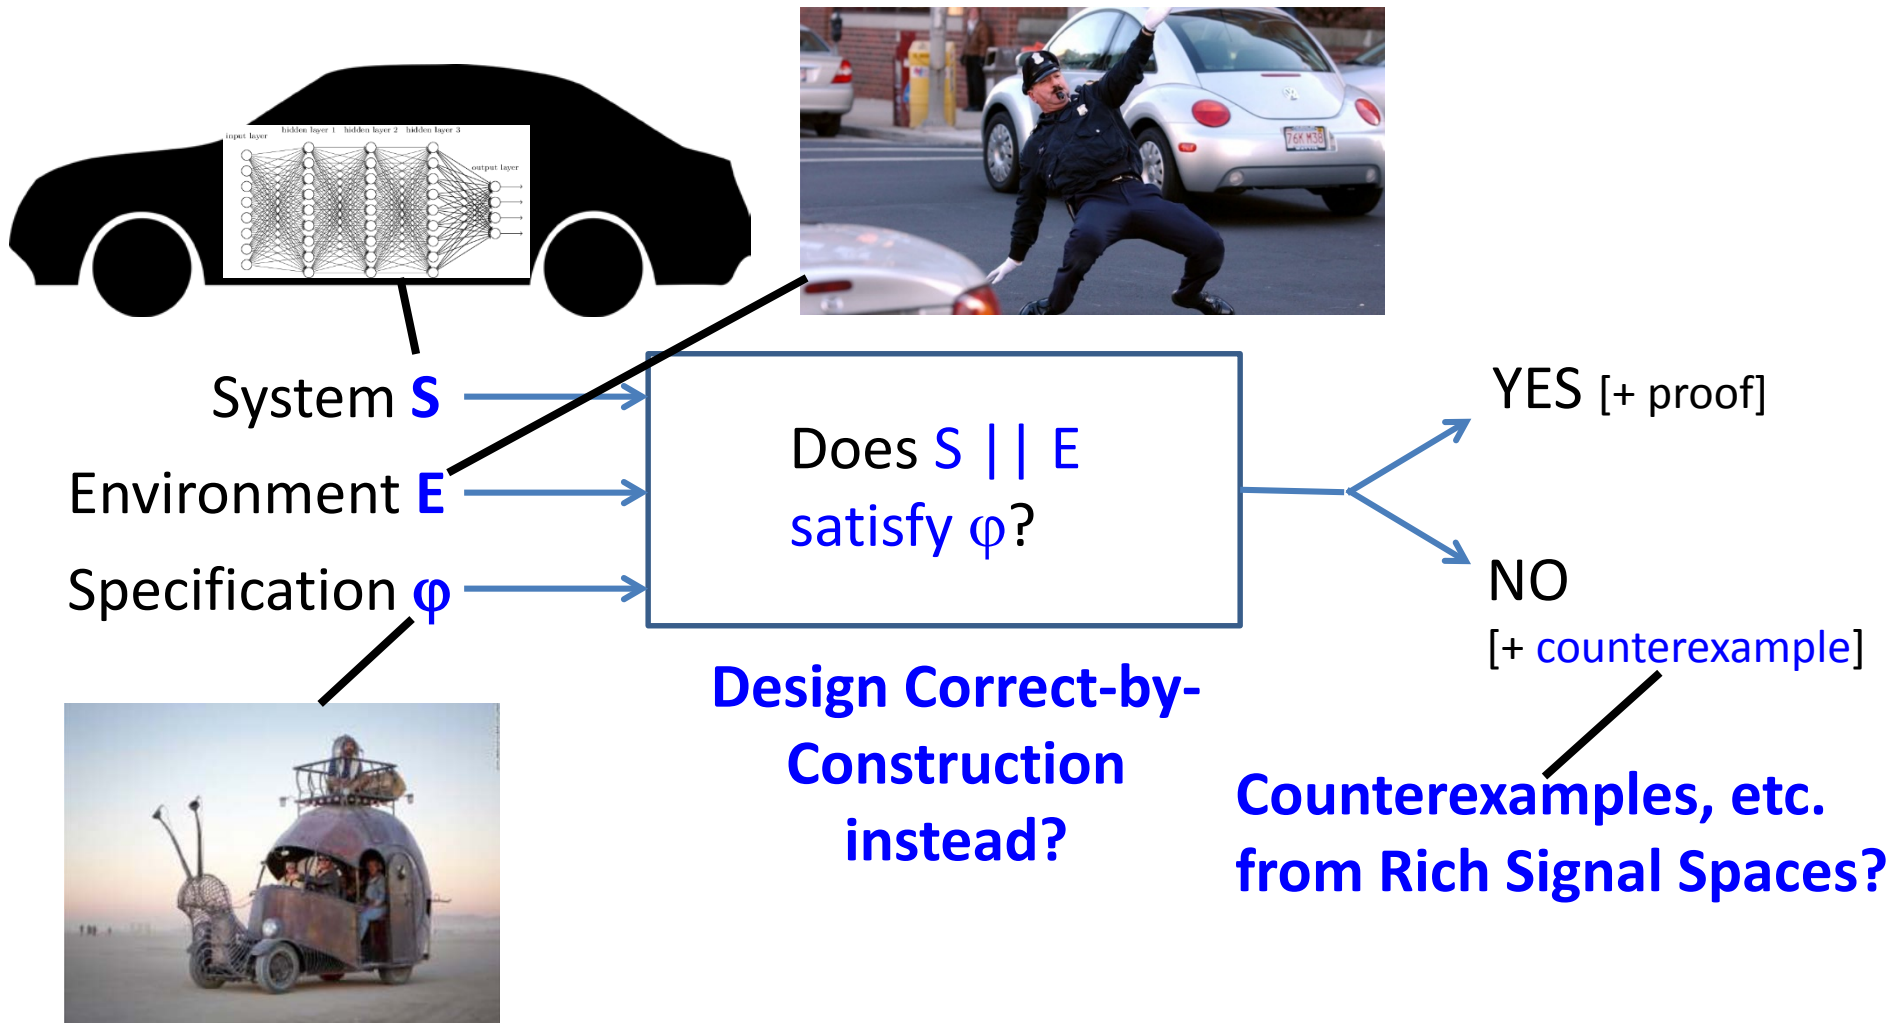 input layer
hidden layer 1 hidden layer 2 hidden layer 3
output layer
System S
Environment E
Specification φ
Does S || E
satisfy φ?
YES [+ proof]
NO
[+ counterexample]
Design Correct-by-
Construction
instead?
Counterexamples, etc.
from Rich Signal Spaces?